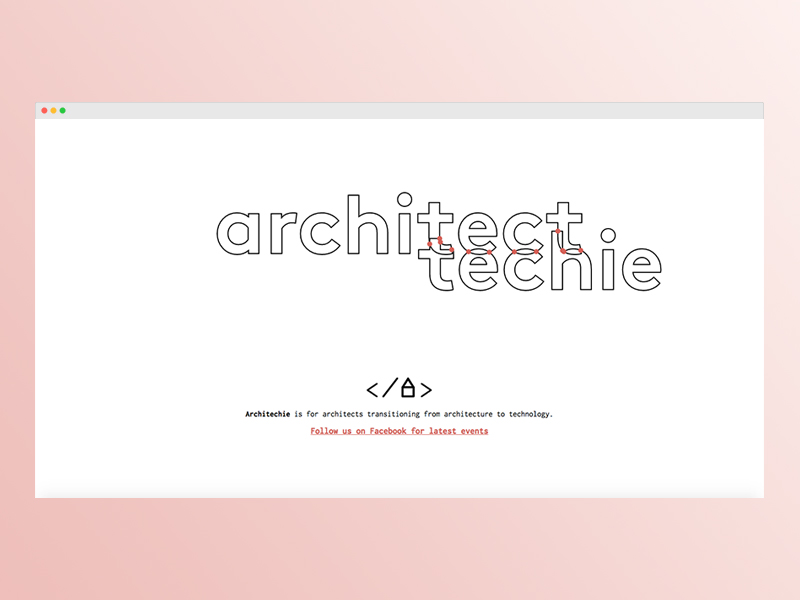 architect
techie
</>
Architechie is for architects transitioning from architecture to technology.
Follow us on Facebook for latest events